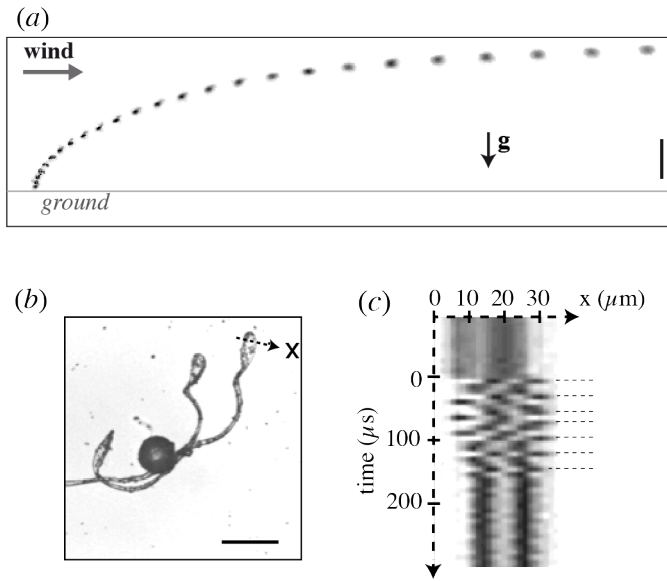 (a)
wind
g
ground
(b)
x
(c)
0 10 20 30 x (μm)
0
100
200
time (μs)